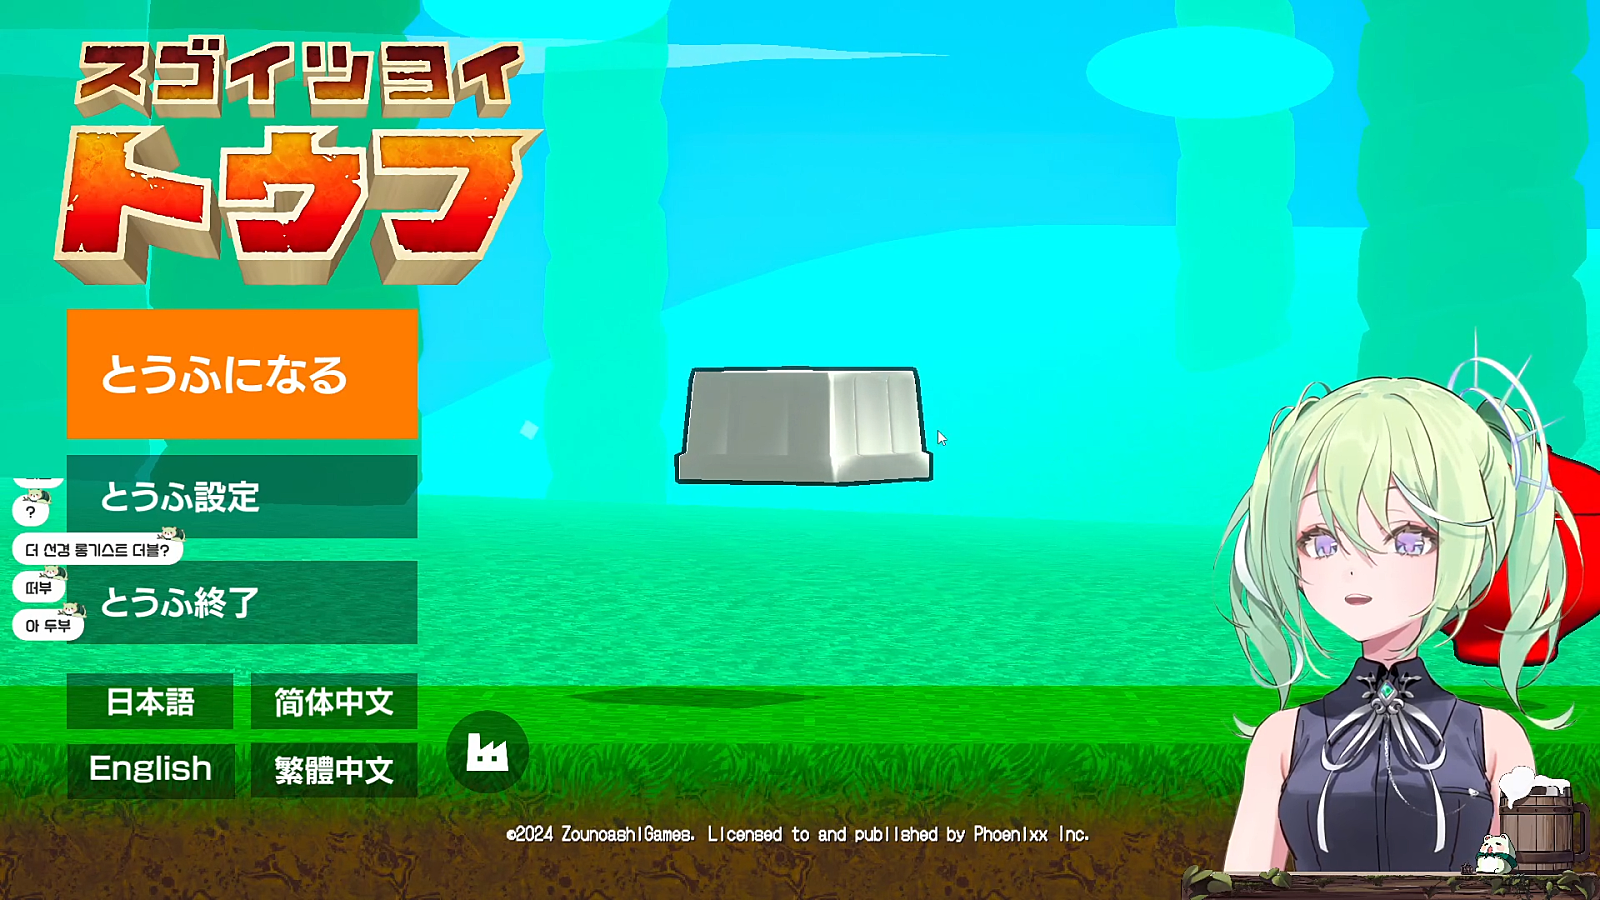 スゴイツヨイ
トウフ
とうふになる
とうふ設定
?
더 선경 롱기스트 더블?
떠부
とうふ終了
아 두부
日本語
简体中文
English
繁體中文
©2024 ZounoashiGames. Licensed to and published by Phoenixx Inc.